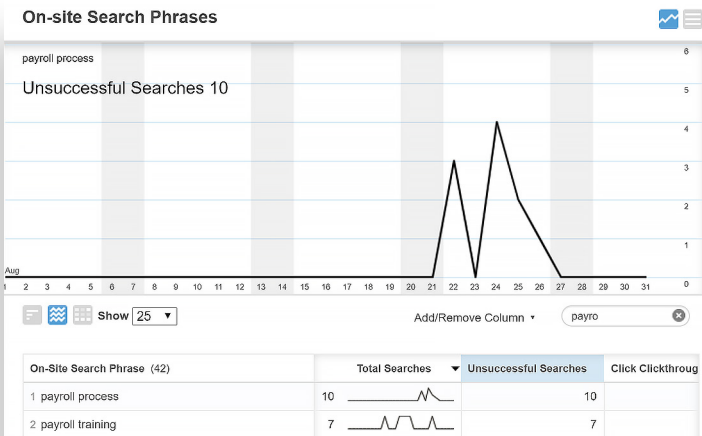 On-site Search Phrases
payroll process
Unsuccessful Searches 10
6
5
4
3
2
1
0
Aug
1 2 3 4 5 6 7 8 9 10 11 12 13 14 15 16 17 18 19 20 21 22 23 24 25 26 27 28 29 30 31
Show 25 Add/Remove Column payro
On-Site Search Phrase (42) Total Searches Unsuccessful Searches Click Clickthroug
1 payroll process 10 10
2 payroll training 7 7